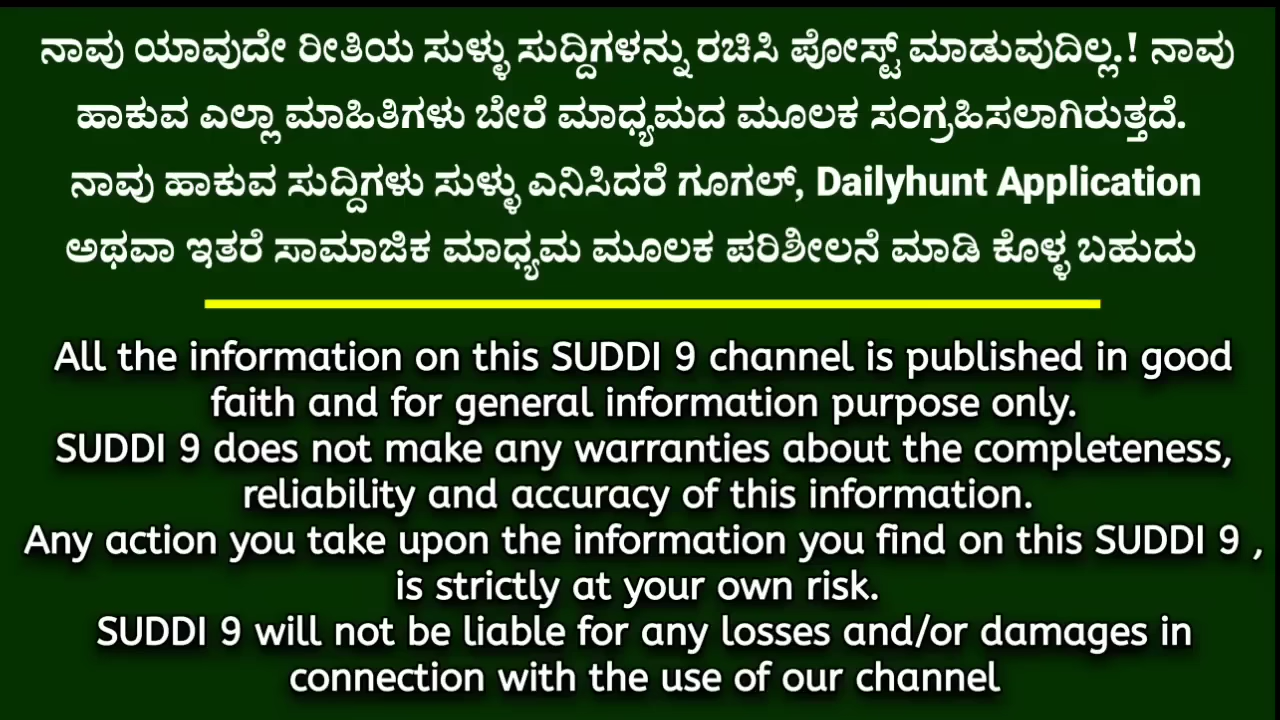 ನಾವು ಯಾವುದೇ ರೀತಿಯ ಸುಳ್ಳು ಸುದ್ದಿಗಳನ್ನು ರಚಿಸಿ ಪೋಸ್ಟ್ ಮಾಡುವುದಿಲ್ಲ.! ನಾವು
ಹಾಕುವ ಎಲ್ಲಾ ಮಾಹಿತಿಗಳು ಬೇರೆ ಮಾಧ್ಯಮದ ಮೂಲಕ ಸಂಗ್ರಹಿಸಲಾಗಿರುತ್ತದೆ.
ನಾವು ಹಾಕುವ ಸುದ್ದಿಗಳು ಸುಳ್ಳು ಎನಿಸಿದರೆ ಗೂಗಲ್, Dailyhunt Application
ಅಥವಾ ಇತರೆ ಸಾಮಾಜಿಕ ಮಾಧ್ಯಮ ಮೂಲಕ ಪರಿಶೀಲನೆ ಮಾಡಿ ಕೊಳ್ಳ ಬಹುದು
All the information on this SUDDI 9 channel is published in good
faith and for general information purpose only.
SUDDI 9 does not make any warranties about the completeness,
reliability and accuracy of this information.
Any action you take upon the information you find on this SUDDI 9 ,
is strictly at your own risk.
SUDDI 9 will not be liable for any losses and/or damages in
connection with the use of our channel